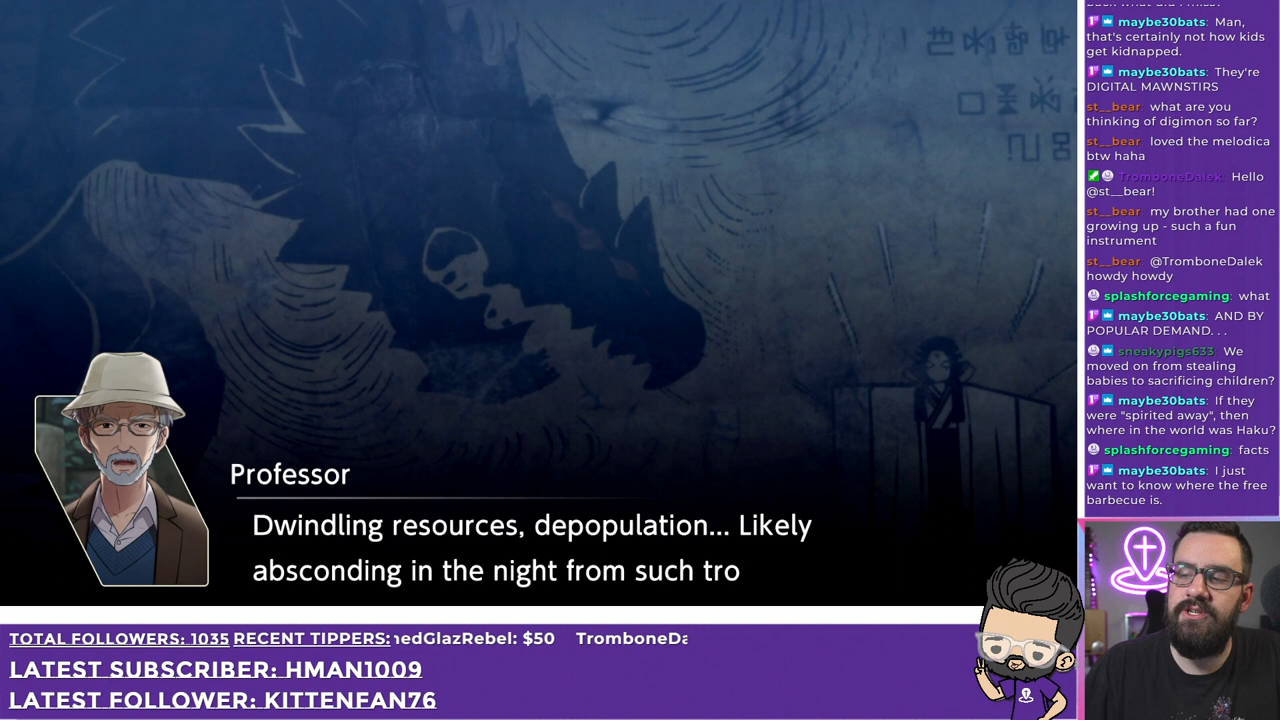 Professor
Dwindling resources, depopulation... Likely
absconding in the night from such tro
maybe30bats: Man,
that's certainly not how kids
get kidnapped.
maybe30bats: They're
DIGITAL MAWNSTIRS
st__bear: what are you
thinking of digimon so far?
st__bear: loved the melodica
btw haha
TromboneDalek: Hello
@st__bear!
st__bear: my brother had one
growing up - such a fun
instrument
st__bear: @TromboneDalek
howdy howdy
splashforcegaming: what
maybe30bats: AND BY
POPULAR DEMAND. . .
sneakypigs633: We
moved on from stealing
babies to sacrificing children?
maybe30bats: If they
were "spirited away", then
where in the world was Haku?
splashforcegaming: facts
maybe30bats: I just
want to know where the free
barbecue is.
TOTAL FOLLOWERS: 1035 RECENT TIPPERS: nedGlazRebel: $50 TromboneDa
LATEST SUBSCRIBER: HMAN1009
LATEST FOLLOWER: KITTENFAN76